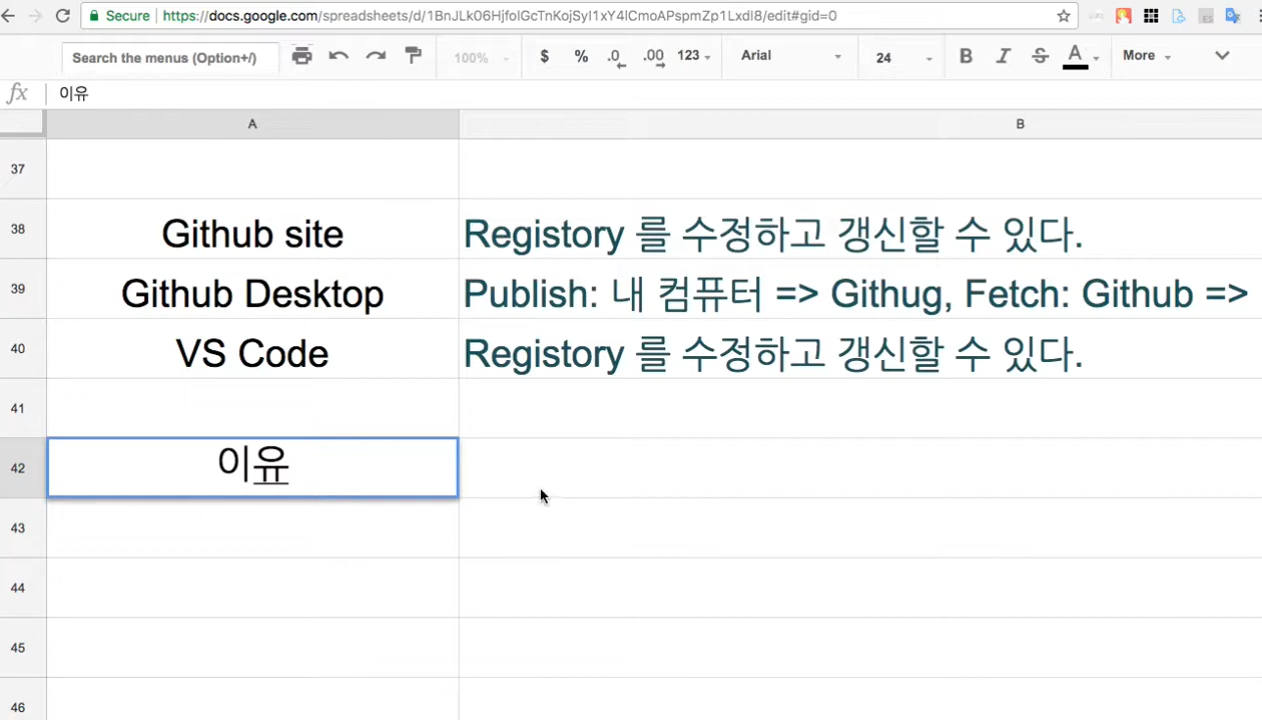 Secure https://docs.google.com/spreadsheets/d/1BnJLk06HjfolGcTnKojSyI1xY4lCmoAPspmZp1Lxdl8/edit#gid=0
Search the menus (Option+/) 100% $ % .0 .00 123 Arial 24 B I S A More
fx 이유
A B
37
38 Github site Registory 를 수정하고 갱신할 수 있다.
39 Github Desktop Publish: 내 컴퓨터 => Githug, Fetch: Github =>
40 VS Code Registory 를 수정하고 갱신할 수 있다.
41
42 이유
43
44
45
46